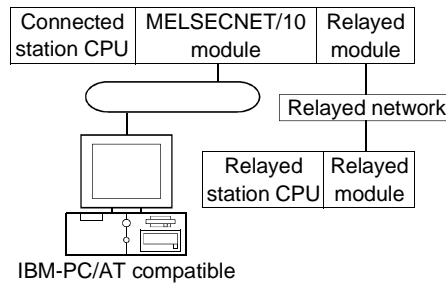 Connected station CPU
MELSECNET/10 module
Relayed module
Relayed network
Relayed station CPU
Relayed module
IBM-PC/AT compatible